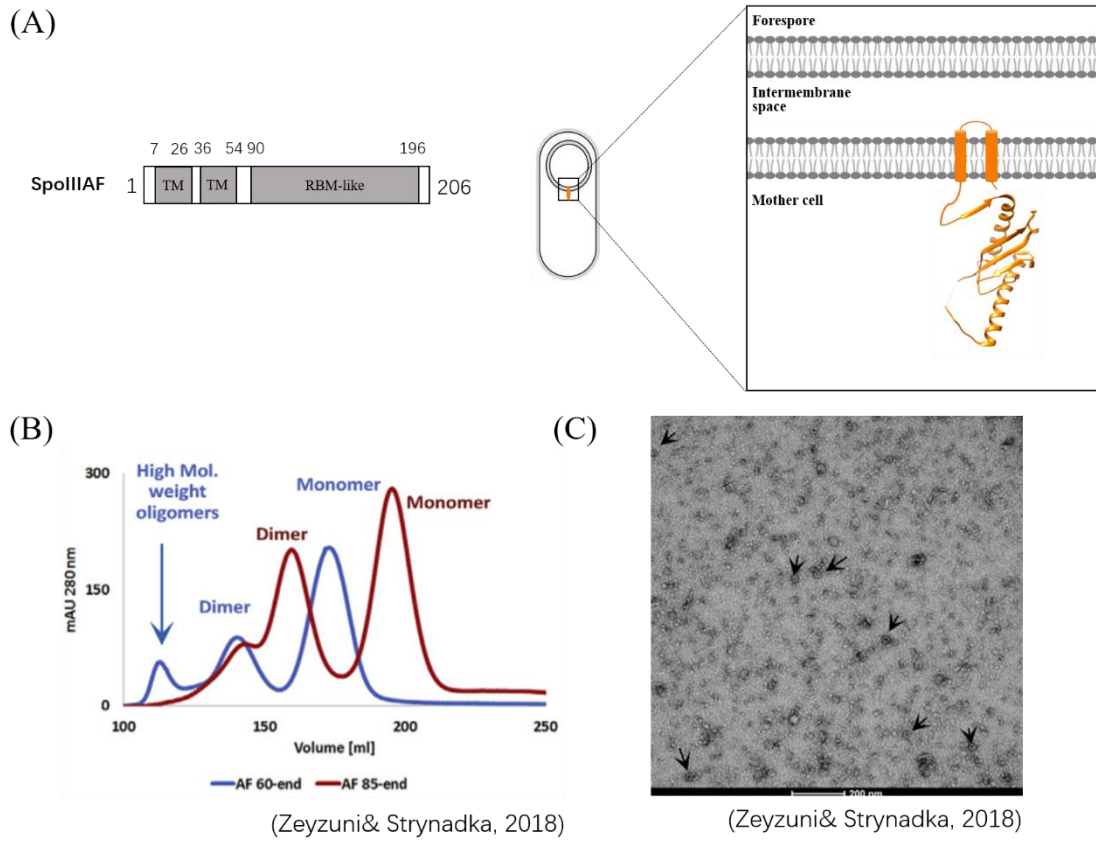 (A)
Forespore
Intermembrane
space
Mother cell
7 26 36 54 90 196
SpoIIIAF 1 TM TM RBM-like 206
(B)
High Mol.
weight
oligomers
Monomer
Monomer
Dimer
Dimer
300
150
0
mAU 280nm
100 150 200 250
Volume [ml]
AF 60-end AF 85-end
(Zeyzuni& Strynadka, 2018)
(C)
200 nm
(Zeyzuni& Strynadka, 2018)